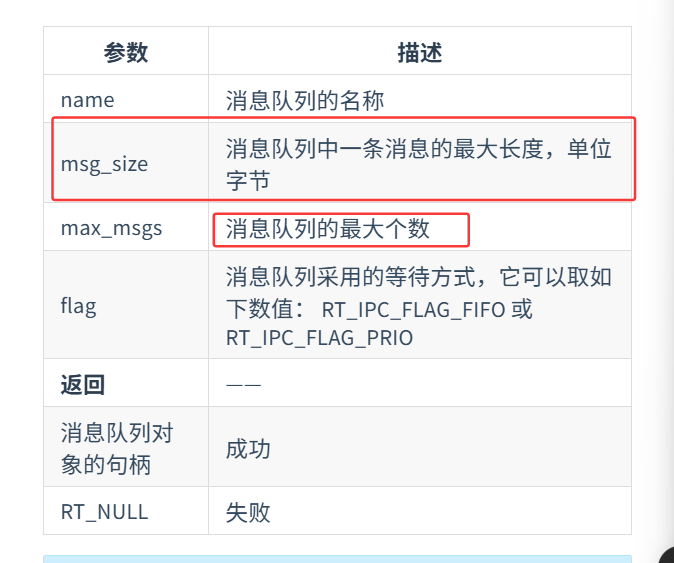 参数 描述
name 消息队列的名称
msg_size 消息队列中一条消息的最大长度，单位
字节
max_msgs 消息队列的最大个数
flag 消息队列采用的等待方式，它可以取如
下数值： RT_IPC_FLAG_FIFO 或
RT_IPC_FLAG_PRIO
返回 ——
消息队列对
象的句柄 成功
RT_NULL 失败